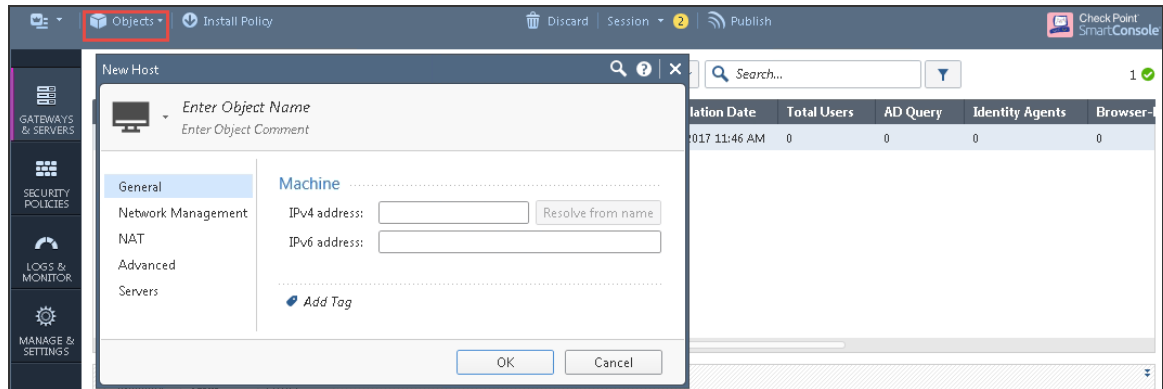 Objects Install Policy Discard Session 2 Publish Check Point SmartConsole
New Host
Search...
1
Enter Object Name
Enter Object Comment
lation Date Total Users AD Query Identity Agents Browser-
2017 11:46 AM 0 0 0 0
GATEWAYS & SERVERS
SECURITY POLICIES
LOGS & MONITOR
MANAGE & SETTINGS
General
Network Management
NAT
Advanced
Servers
Machine
IPv4 address: Resolve from name
IPv6 address:
Add Tag
OK Cancel